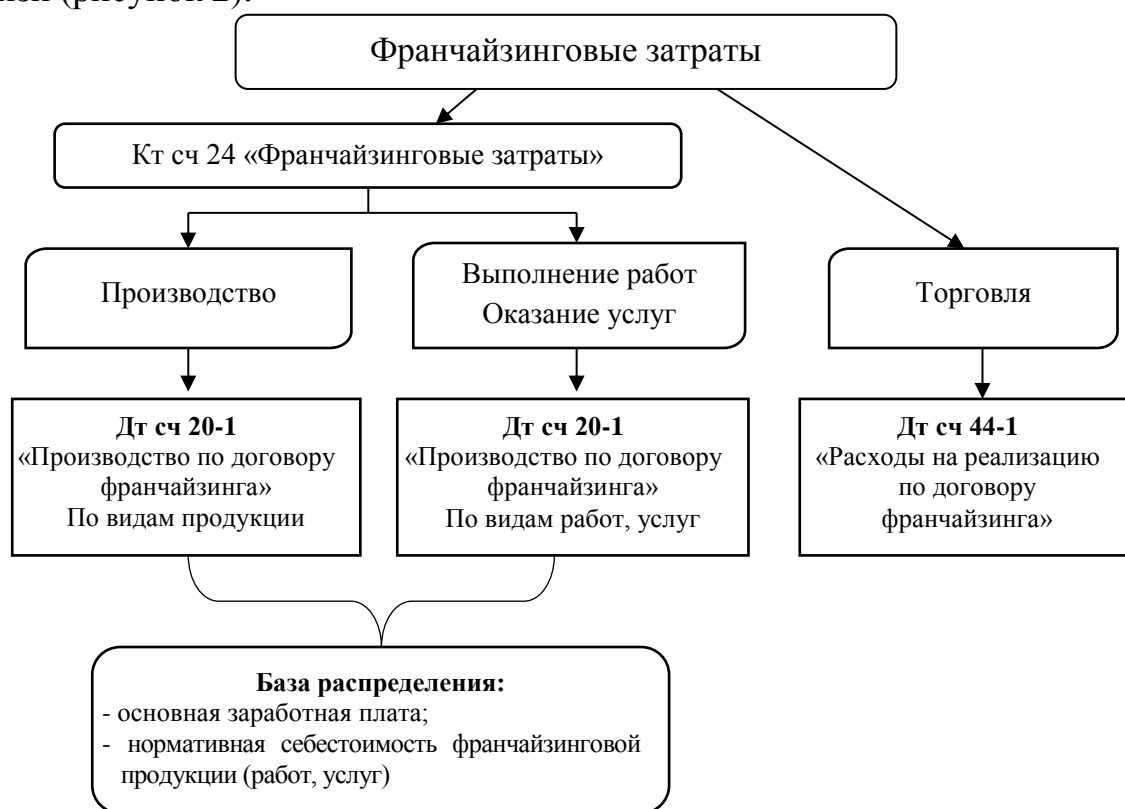 (рисунок 2).
Франчайзинговые затраты
Кт сч 24 «Франчайзинговые затраты»
Производство
Выполнение работ
Оказание услуг
Торговля
Дт сч 20-1
«Производство по договору
франчайзинга»
По видам продукции
Дт сч 20-1
«Производство по договору
франчайзинга»
По видам работ, услуг
Дт сч 44-1
«Расходы на реализацию
по договору
франчайзинга»
База распределения:
- основная заработная плата;
- нормативная себестоимость франчайзинговой
продукции (работ, услуг)